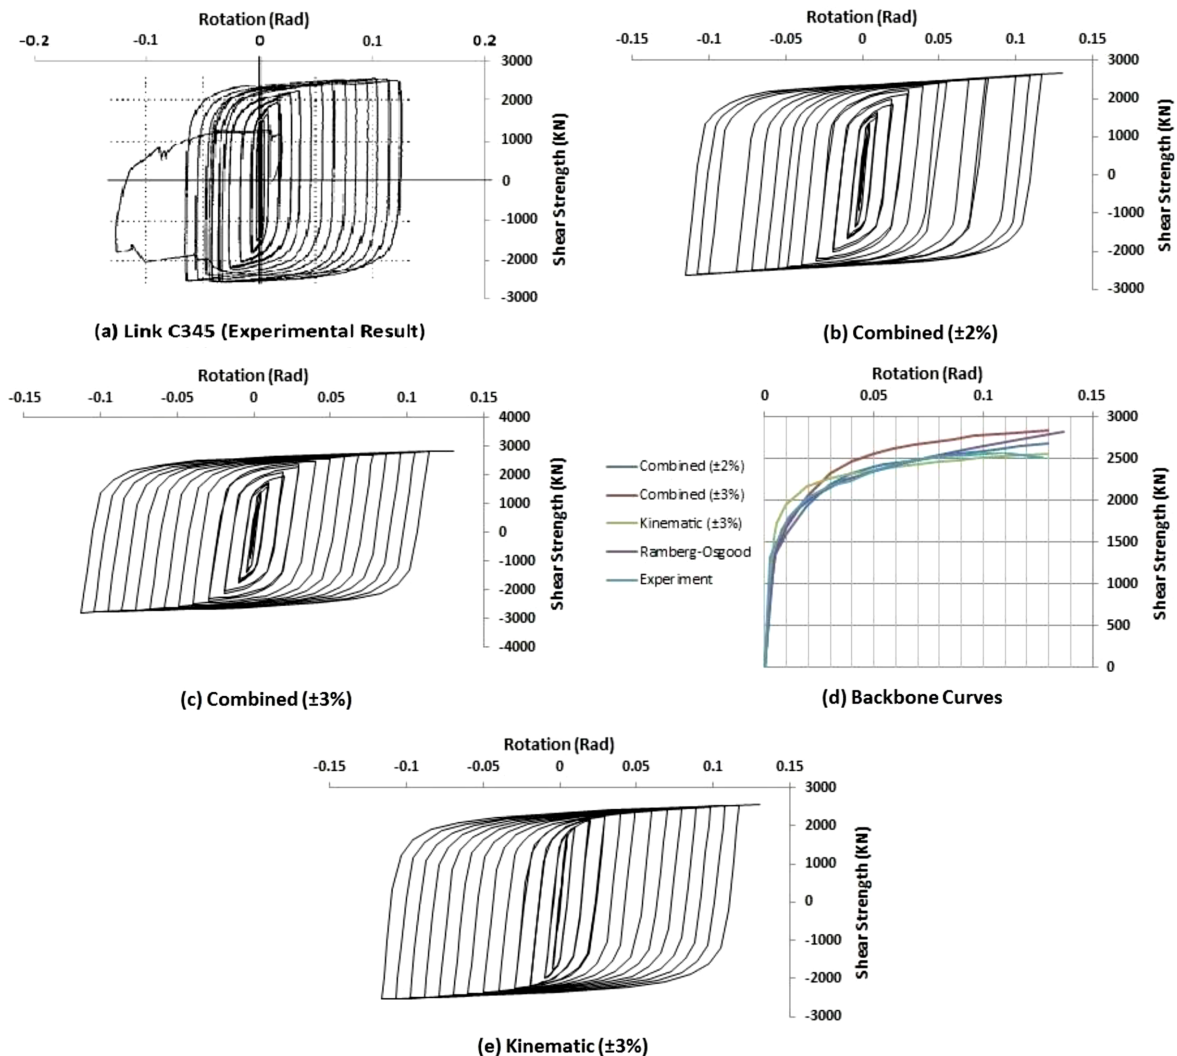 Rotation (Rad)
-0.2 -0.1 0 0.1 0.2
3000
2000
1000
0
-1000
-2000
-3000
Shear Strength (KN)
(a) Link C345 (Experimental Result)
Rotation (Rad)
-0.15 -0.1 -0.05 0 0.05 0.1 0.15
3000
2000
1000
0
-1000
-2000
-3000
Shear Strength (KN)
(b) Combined (±2%)
Rotation (Rad)
-0.15 -0.1 -0.05 0 0.05 0.1 0.15
4000
3000
2000
1000
0
-1000
-2000
-3000
-4000
Shear Strength (KN)
(c) Combined (±3%)
Rotation (Rad)
0 0.05 0.1 0.15
3000
2500
2000
1500
1000
500
0
Shear Strength (KN)
Combined (±2%)
Combined (±3%)
Kinematic (±3%)
Ramberg-Osgood
Experiment
(d) Backbone Curves
Rotation (Rad)
-0.15 -0.1 -0.05 0 0.05 0.1 0.15
3000
2000
1000
0
-1000
-2000
-3000
Shear Strength (KN)
(e) Kinematic (±3%)